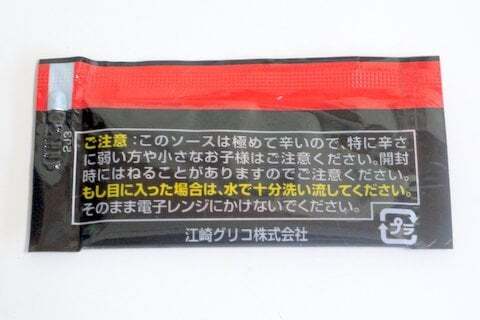 ご注意:このソースは極めて辛いので、特に辛さ
に弱い方や小さなお子様はご注意ください。開封
時にはねることがありますのでご注意ください。
もし目に入った場合は、水で十分洗い流してください。
そのまま電子レンジにかけないでください。
江崎グリコ株式会社
プラ